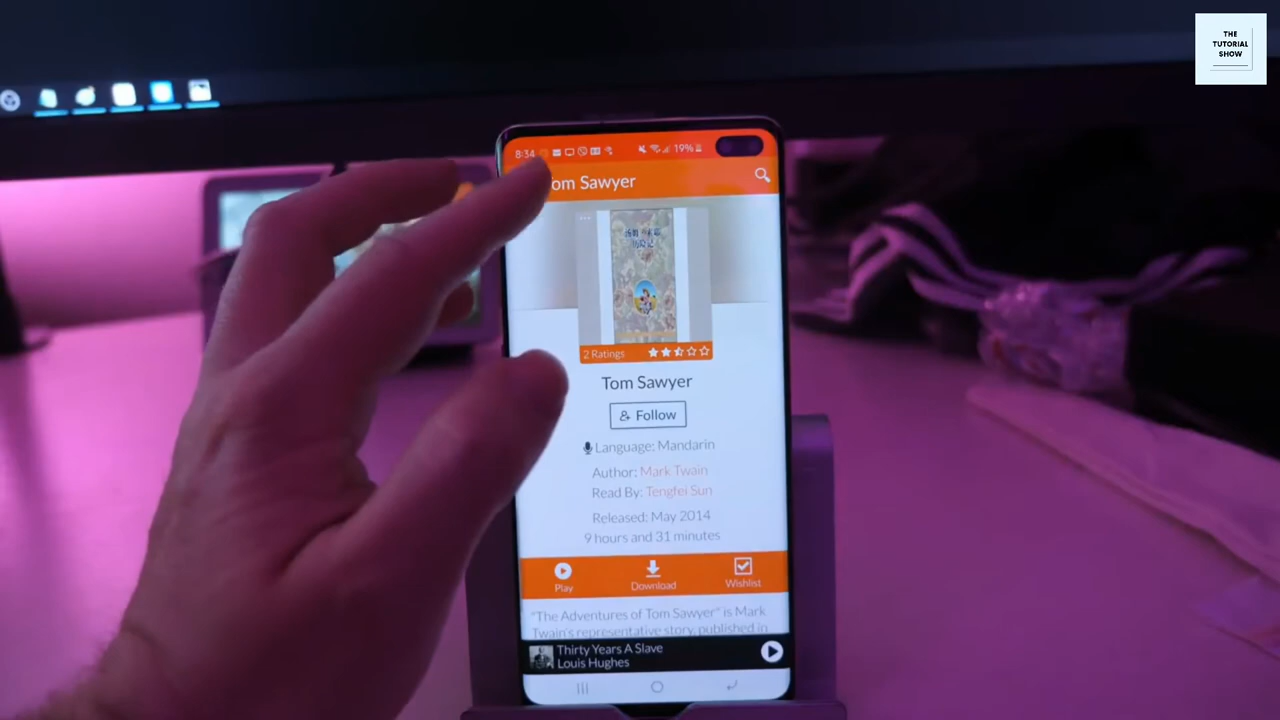 THE
TUTORIAL
SHOW
8:34
19%
Tom Sawyer
2 Ratings
Tom Sawyer
Follow
Language: Mandarin
Author: Mark Twain
Read By: Tengfei Sun
Released: May 2014
9 hours and 31 minutes
Play Download Wishlist
"The Adventures of Tom Sawyer" is Mark
Twain's representative story, published in
Thirty Years A Slave
Louis Hughes